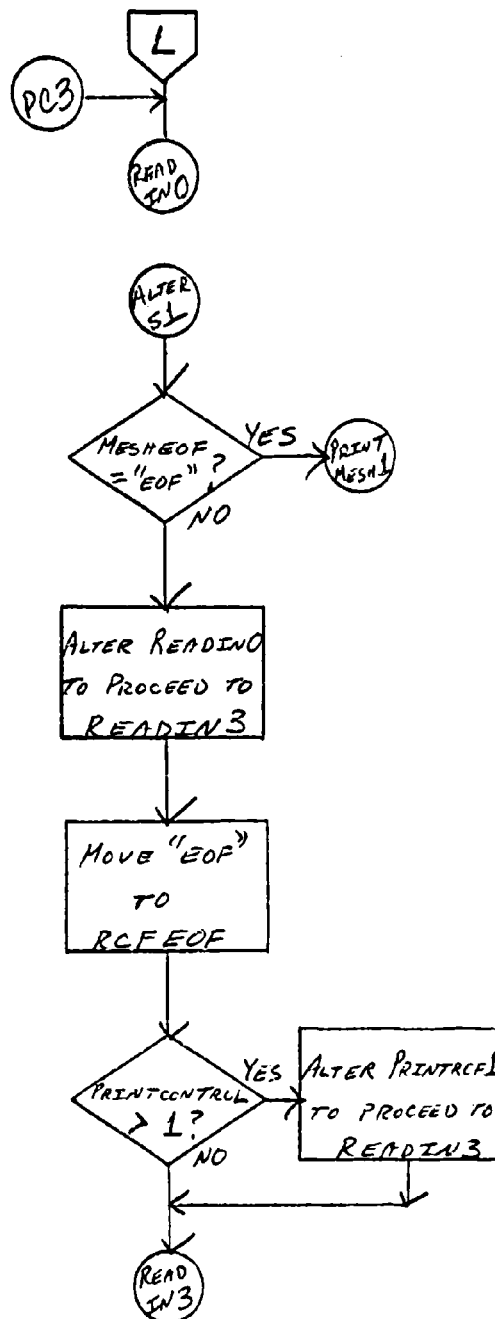 L
PC3
READ
IN0
ALTER
S1
MESHEOF
= "EOF" ?
YES
PRINT
MESH1
NO
ALTER READIN0
TO PROCEED TO
READIN3
MOVE "EOF"
TO
RCFEOF
PRINTCONTROL
> 1?
YES
ALTER PRINTRCF1
TO PROCEED TO
READIN3
NO
READ
IN3